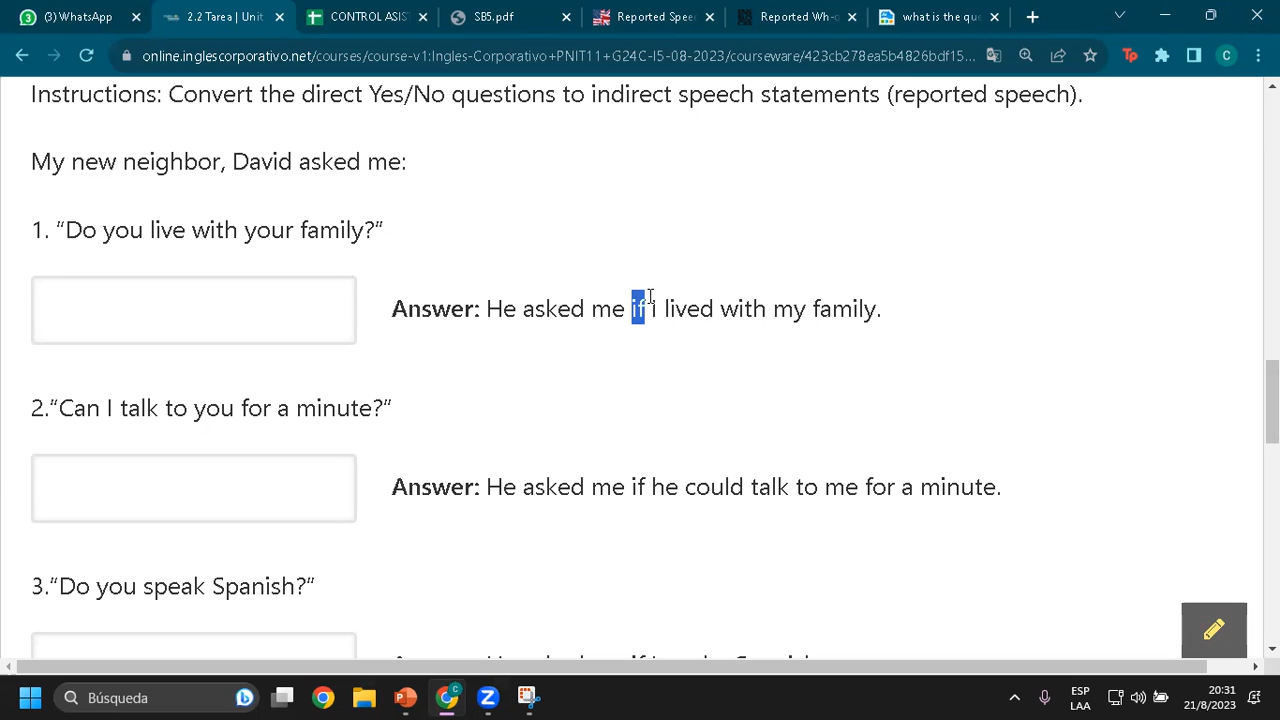 (3) WhatsApp
2.2 Tarea | Unit
CONTROL ASIST
SB5.pdf
Reported Spee
Reported Wh-q
what is the que
online.inglescorporativo.net/courses/course-v1:Ingles-Corporativo+PNIT11+G24C-I5-08-2023/courseware/423cb278ea5b4826bdf15...
Instructions: Convert the direct Yes/No questions to indirect speech statements (reported speech).
My new neighbor, David asked me:
1. “Do you live with your family?”
Answer: He asked me if I lived with my family.
2.“Can I talk to you for a minute?”
Answer: He asked me if he could talk to me for a minute.
3.“Do you speak Spanish?”
Búsqueda
ESP
LAA
20:31
21/8/2023